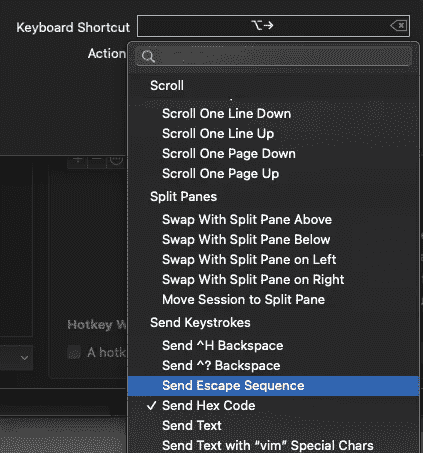 Keyboard Shortcut ⌥→
Action
Scroll
Scroll One Line Down
Scroll One Line Up
Scroll One Page Down
Scroll One Page Up
Split Panes
Swap With Split Pane Above
Swap With Split Pane Below
Swap With Split Pane on Left
Swap With Split Pane on Right
Move Session to Split Pane
Send Keystrokes
Hotkey W
Send ^H Backspace
A hotk
Send ^? Backspace
Send Escape Sequence
✓ Send Hex Code
Send Text
Send Text with “vim” Special Chars